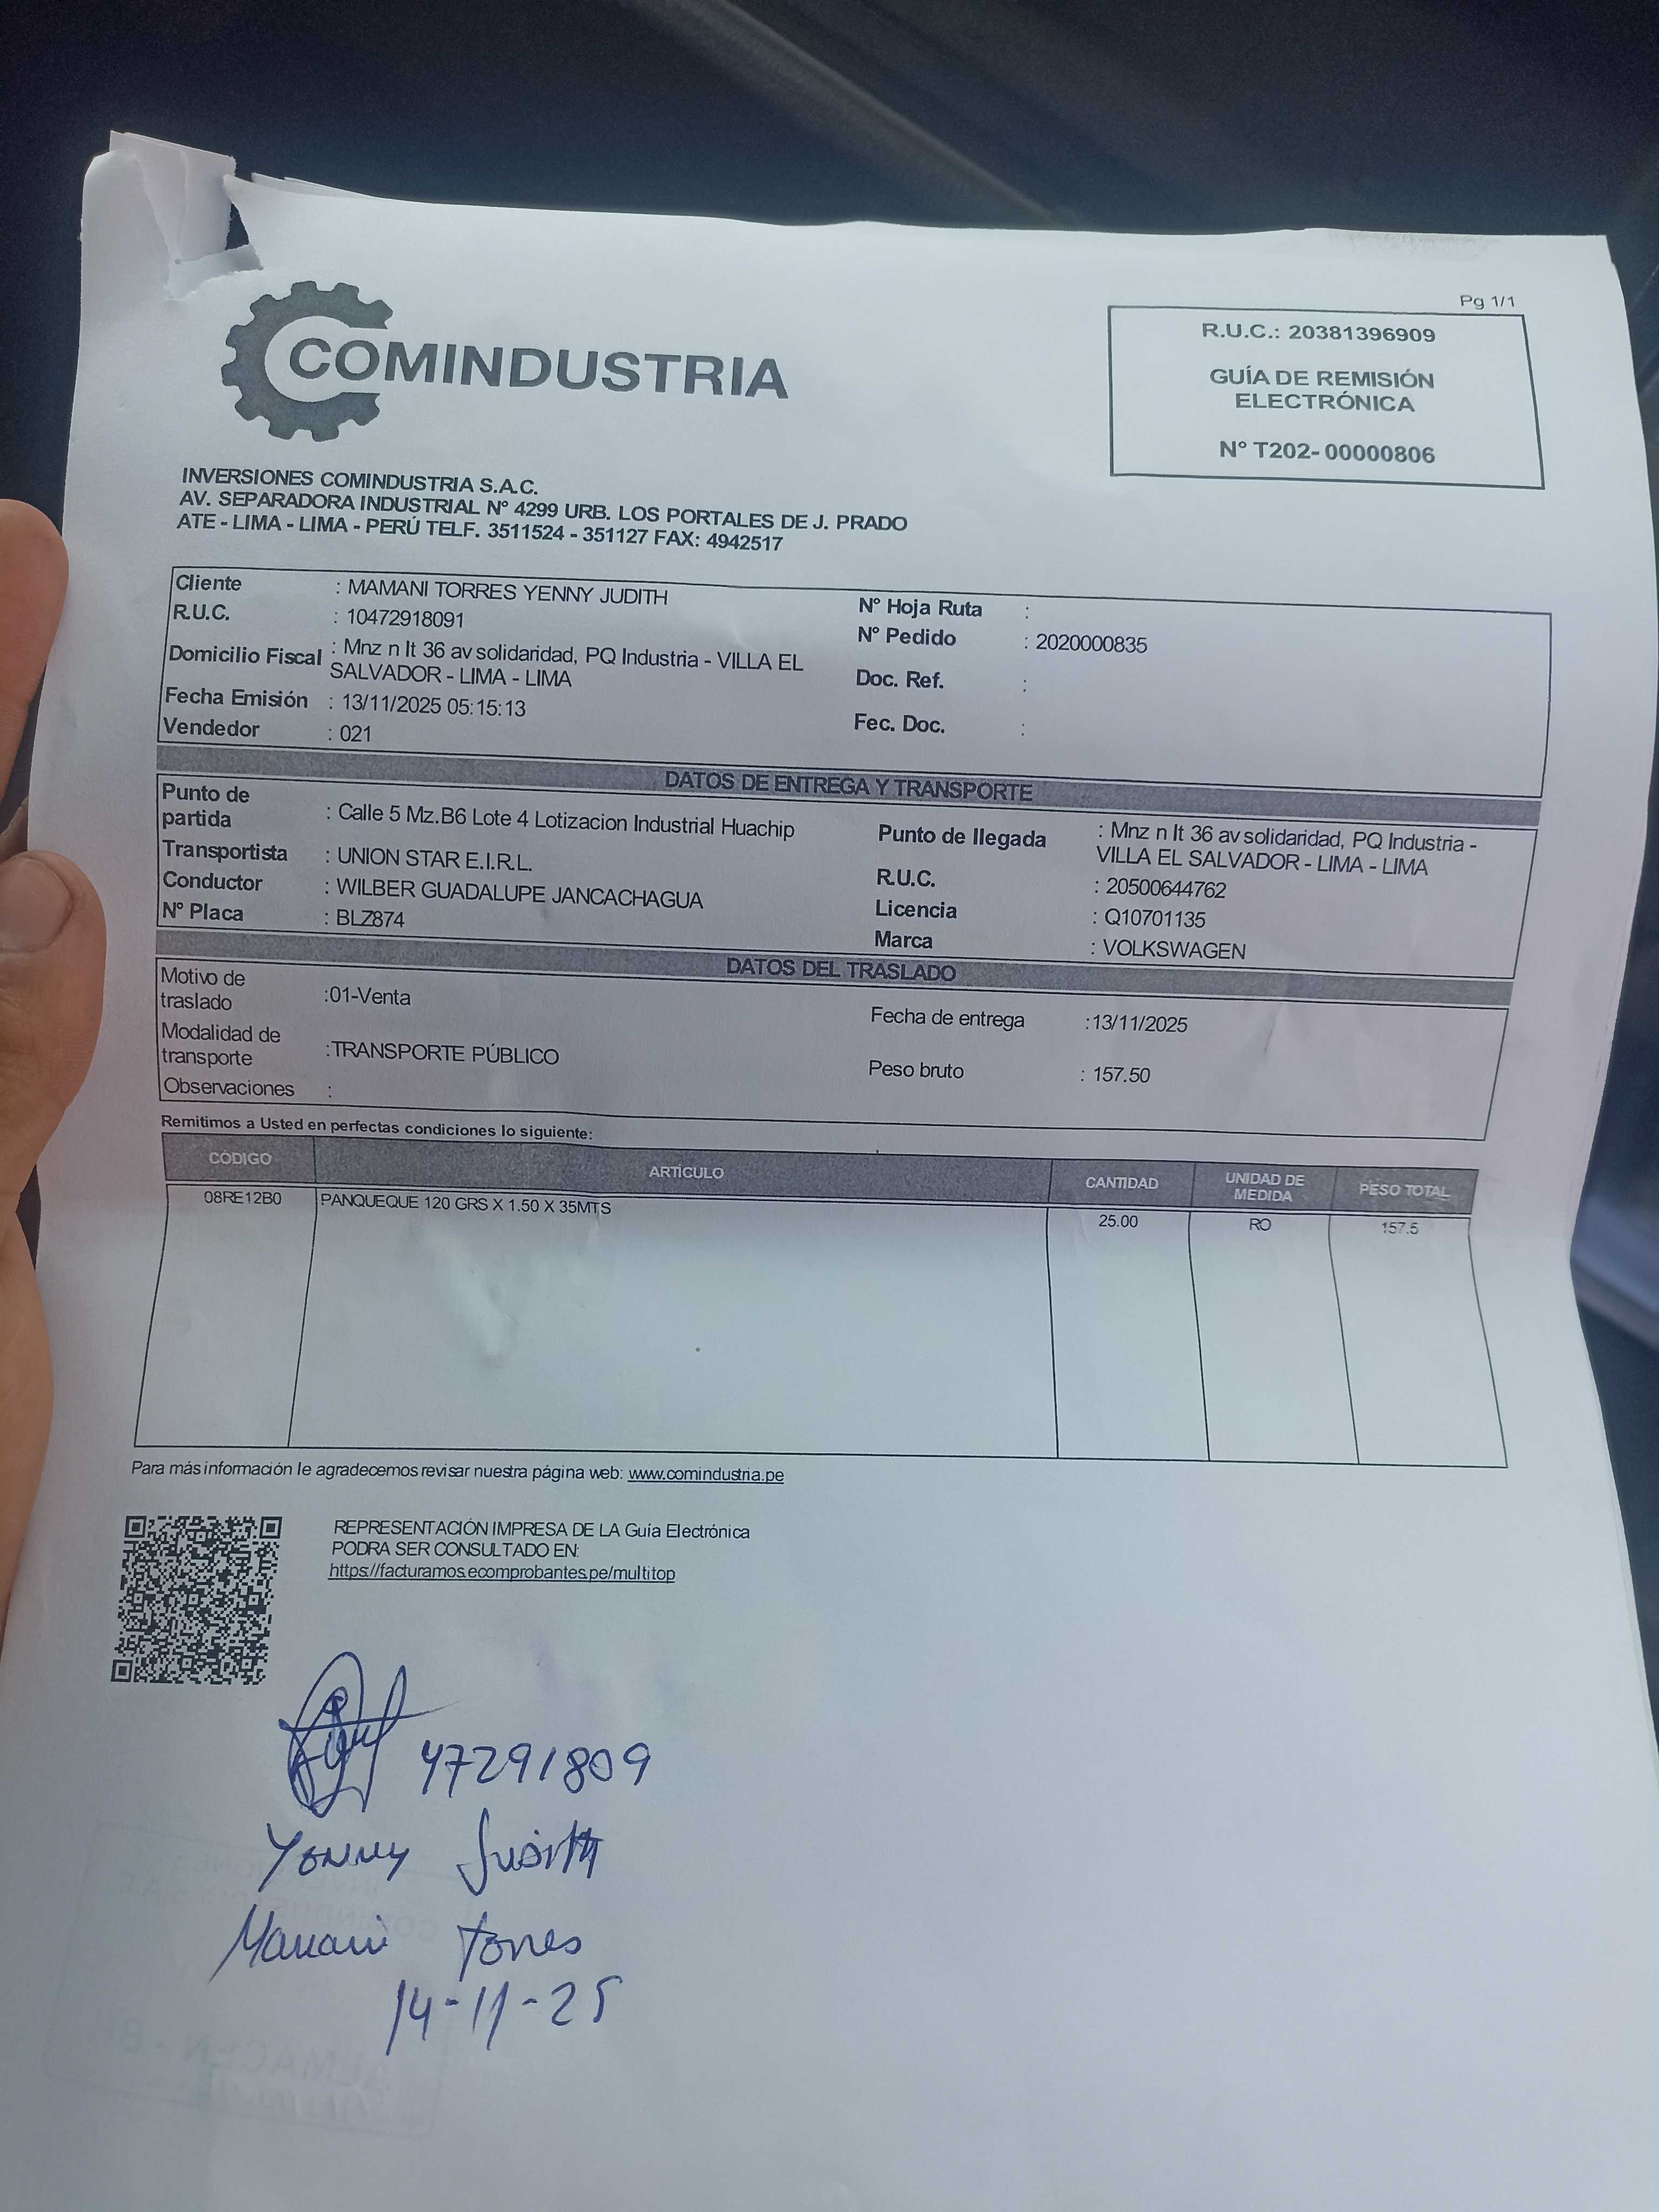 Pg 1/1
COMINDUSTRIA
R.U.C.: 20381396909
GUÍA DE REMISIÓN
ELECTRÓNICA
N° T202- 00000806
INVERSIONES COMINDUSTRIA S.A.C.
AV. SEPARADORA INDUSTRIAL N° 4299 URB. LOS PORTALES DE J. PRADO
ATE - LIMA - LIMA - PERÚ TELF. 3511524 - 351127 FAX: 4942517
Cliente : MAMANI TORRES YENNY JUDITH
R.U.C. : 10472918091
Domicilio Fiscal : Mnz n lt 36 av solidaridad, PQ Industria - VILLA EL
SALVADOR - LIMA - LIMA
Fecha Emisión : 13/11/2025 05:15:13
Vendedor : 021
N° Hoja Ruta :
N° Pedido : 2020000835
Doc. Ref. :
Fec. Doc. :
DATOS DE ENTREGA Y TRANSPORTE
Punto de
partida : Calle 5 Mz.B6 Lote 4 Lotizacion Industrial Huachip
Transportista : UNION STAR E.I.R.L.
Conductor : WILBER GUADALUPE JANCACHAGUA
N° Placa : BLZ874
Punto de llegada : Mnz n lt 36 av solidaridad, PQ Industria -
VILLA EL SALVADOR - LIMA - LIMA
R.U.C. : 20500644762
Licencia : Q10701135
Marca : VOLKSWAGEN
DATOS DEL TRASLADO
Motivo de
traslado :01-Venta
Modalidad de
transporte :TRANSPORTE PÚBLICO
Observaciones :
Fecha de entrega :13/11/2025
Peso bruto : 157.50
Remitimos a Usted en perfectas condiciones lo siguiente:
CÓDIGO ARTÍCULO CANTIDAD UNIDAD DE MEDIDA PESO TOTAL
08RE12B0 PANQUEQUE 120 GRS X 1.50 X 35MTS 25.00 RO 157.5
Para más información le agradecemos revisar nuestra página web: www.comindustria.pe
REPRESENTACIÓN IMPRESA DE LA Guía Electrónica
PODRA SER CONSULTADO EN:
https://facturamos.ecomprobantes.pe/multitop
47291809
Yenny Judith
Mamani Torres
14-11-25